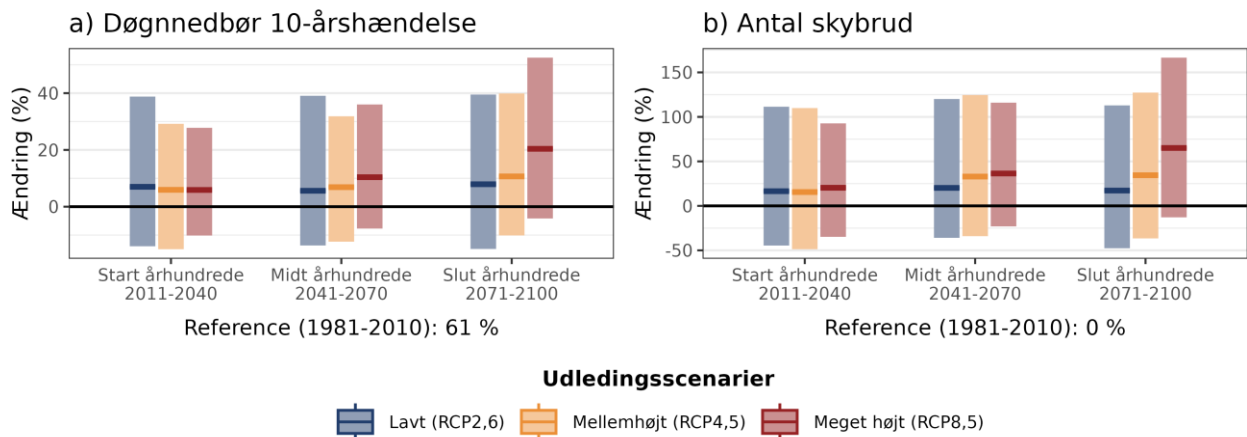 a) Døgnnedbør 10-årshændelse
Ændring (%)
40
20
0
Start århundrede
2011-2040
Midt århundrede
2041-2070
Slut århundrede
2071-2100
Reference (1981-2010): 61 %
b) Antal skybrud
Ændring (%)
150
100
50
0
-50
Start århundrede
2011-2040
Midt århundrede
2041-2070
Slut århundrede
2071-2100
Reference (1981-2010): 0 %
Udledingsscenarier
Lavt (RCP2,6)
Mellemhøjt (RCP4,5)
Meget højt (RCP8,5)